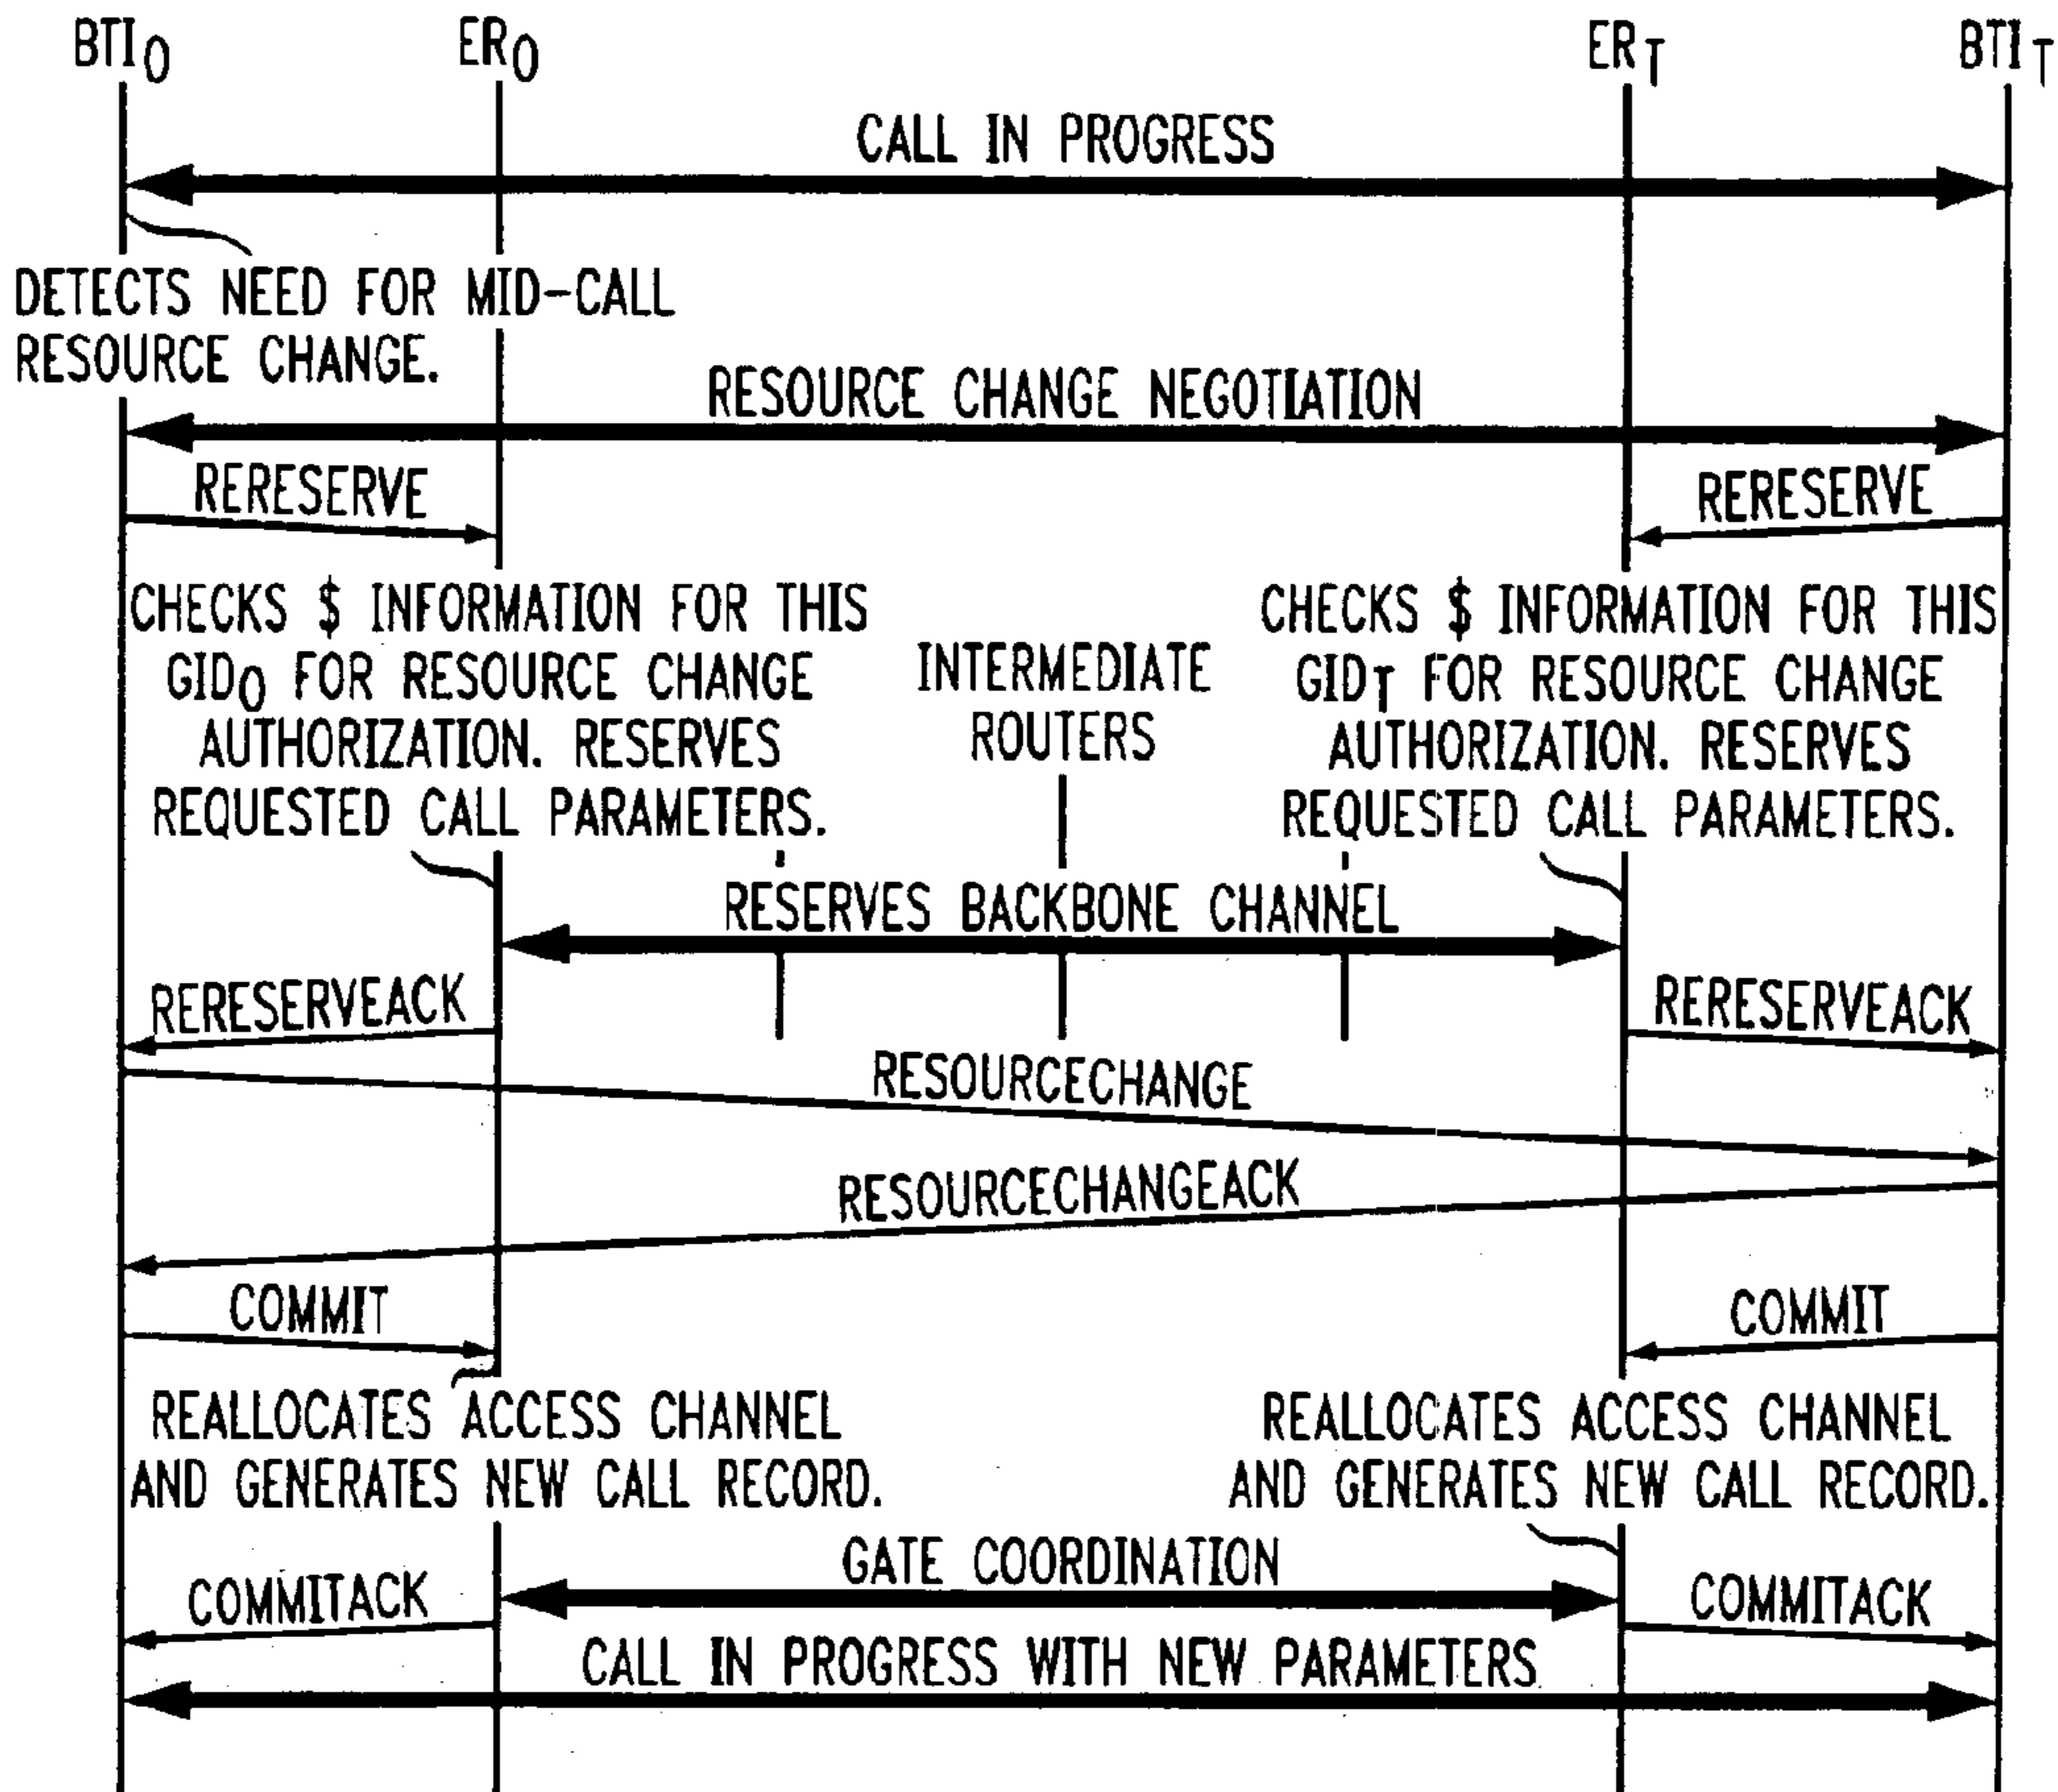 BTIO ERO ERT BTIT
CALL IN PROGRESS
DETECTS NEED FOR MID-CALL
RESOURCE CHANGE.
RESOURCE CHANGE NEGOTIATION
RERESERVE RERESERVE
CHECKS $ INFORMATION FOR THIS
GIDO FOR RESOURCE CHANGE
AUTHORIZATION. RESERVES
REQUESTED CALL PARAMETERS.
INTERMEDIATE
ROUTERS
CHECKS $ INFORMATION FOR THIS
GIDT FOR RESOURCE CHANGE
AUTHORIZATION. RESERVES
REQUESTED CALL PARAMETERS.
RESERVES BACKBONE CHANNEL
RERESERVEACK RERESERVEACK
RESOURCECHANGE
RESOURCECHANGEACK
COMMIT COMMIT
REALLOCATES ACCESS CHANNEL
AND GENERATES NEW CALL RECORD.
REALLOCATES ACCESS CHANNEL
AND GENERATES NEW CALL RECORD.
GATE COORDINATION
COMMITACK COMMITACK
CALL IN PROGRESS WITH NEW PARAMETERS